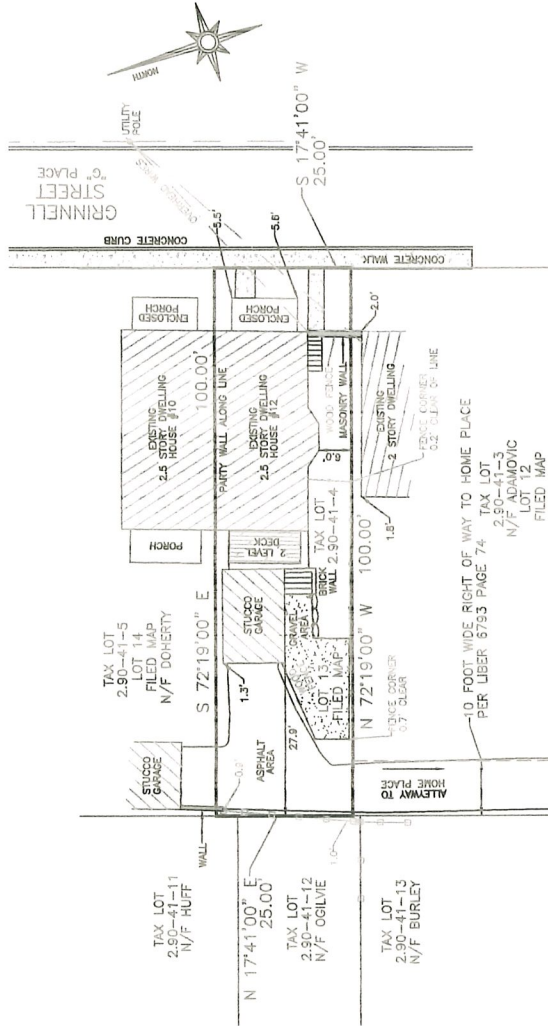 NORTH
UTILITY
POLE
GRINNELL
STREET
"G" PLACE
OVERHEAD WIRES
CONCRETE CURB
CONCRETE WALK
S 17°41'00" W
25.00'
5.5'
5.6'
2.0'
ENCLOSED
PORCH
ENCLOSED
PORCH
EXISTING
2.5 STORY DWELLING
HOUSE #10
100.00'
PARTY WALL ALONG LINE
EXISTING
2.5 STORY DWELLING
HOUSE #12
WOOD FENCE
MASONRY WALL
EXISTING
2 STORY DWELLING
FENCE CORNER
0.2' CLEAR OF LINE
1.8'
PORCH
2 LEVEL
DECK
TAX LOT
2.90-41-4
BRICK
WALL
GRAVEL
AREA
STUCCO
GARAGE
LOT 13
FILED MAP
S 72°19'00" E
N 72°19'00" W
100.00'
TAX LOT
2.90-41-5
LOT 14
FILED MAP
N/F DOHERTY
1.3'
27.9'
ASPHALT
AREA
FENCE CORNER
0.7' CLEAR
STUCCO
GARAGE
WALL
ALLEYWAY TO
HOME PLACE
10 FOOT WIDE RIGHT OF WAY TO HOME PLACE
PER LIBER 6793 PAGE 74
TAX LOT
2.90-41-3
N/F ADAMOVIC
LOT 12
FILED MAP
N 17°41'00" E
25.00'
TAX LOT
2.90-41-11
N/F HUFF
TAX LOT
2.90-41-12
N/F OGILVIE
TAX LOT
2.90-41-13
N/F BURLEY